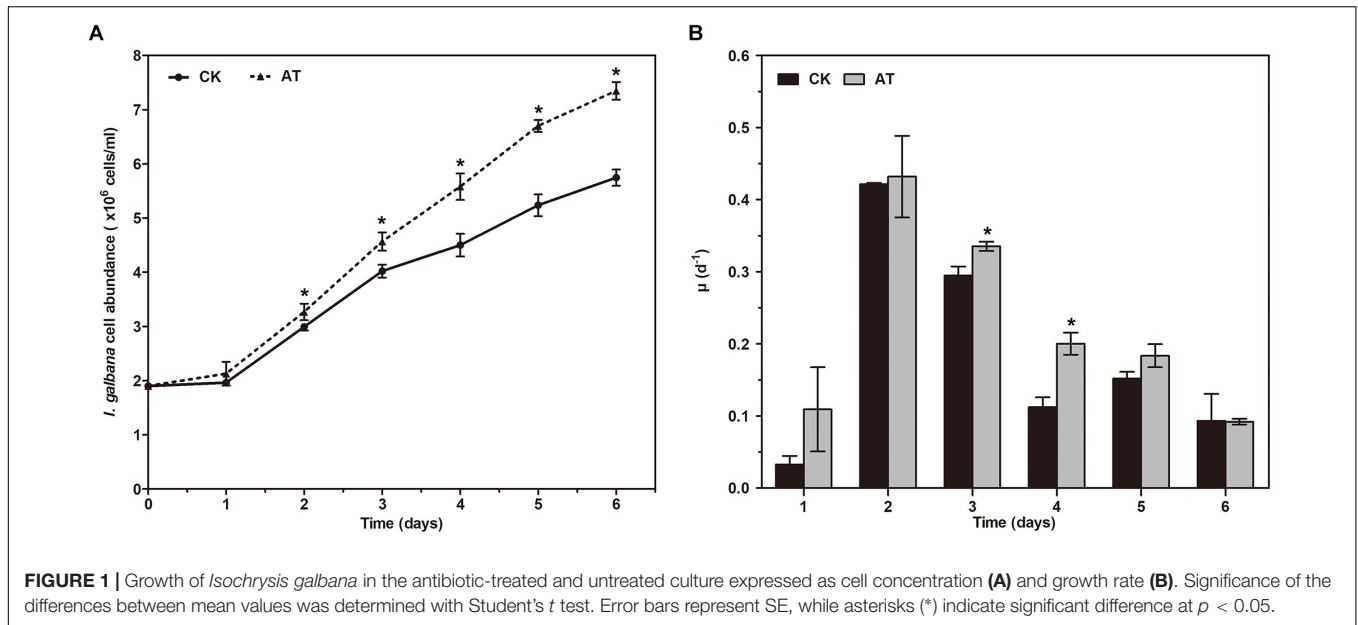 A
8
7
6
5
4
3
2
1
0
I. galbana cell abundance ( x10⁶ cells/ml)
CK AT
* * * * *
0 1 2 3 4 5 6
Time (days)
B
0.6
0.5
0.4
0.3
0.2
0.1
0.0
μ (d⁻¹)
CK AT
* *
1 2 3 4 5 6
Time (days)
FIGURE 1 | Growth of Isochrysis galbana in the antibiotic-treated and untreated culture expressed as cell concentration (A) and growth rate (B). Significance of the
differences between mean values was determined with Student's t test. Error bars represent SE, while asterisks (*) indicate significant difference at p < 0.05.